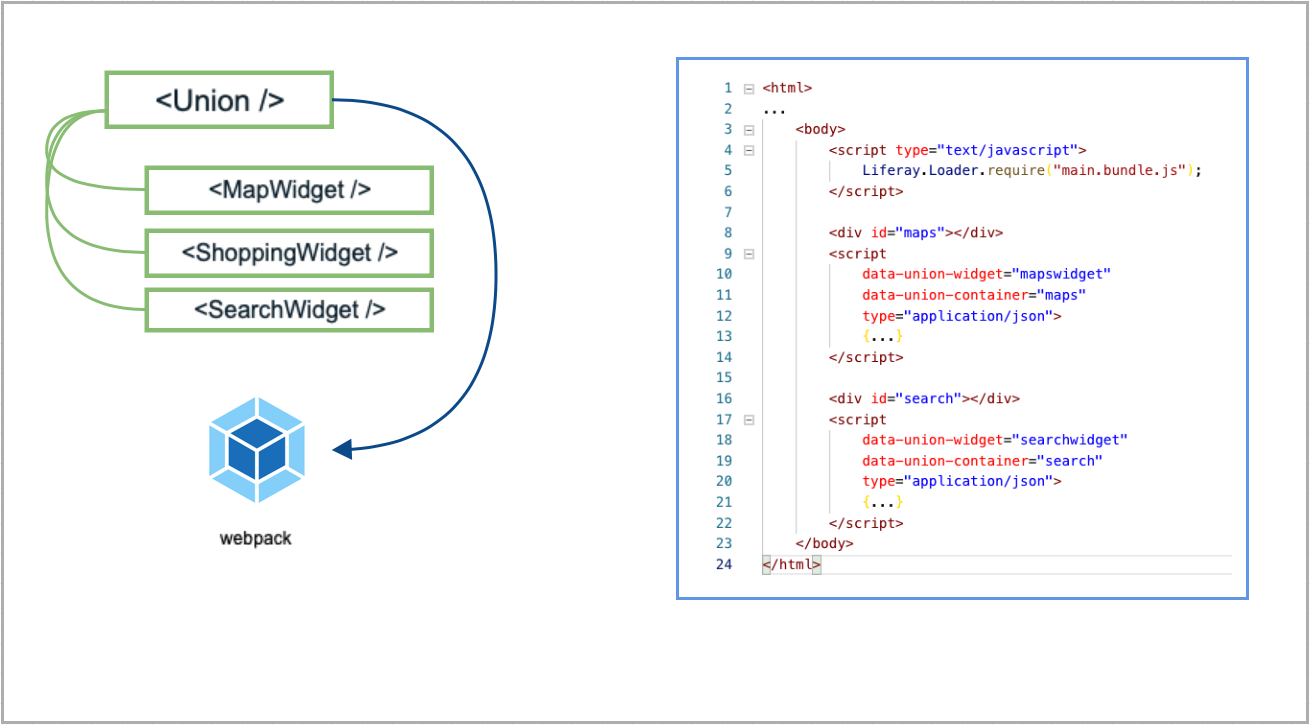 <Union />
<MapWidget />
<ShoppingWidget />
<SearchWidget />
webpack
1 <html>
2 ...
3 <body>
4 <script type="text/javascript">
5 Liferay.Loader.require("main.bundle.js");
6 </script>
7
8 <div id="maps"></div>
9 <script
10 data-union-widget="mapswidget"
11 data-union-container="maps"
12 type="application/json">
13 {...}
14 </script>
15
16 <div id="search"></div>
17 <script
18 data-union-widget="searchwidget"
19 data-union-container="search"
20 type="application/json">
21 {...}
22 </script>
23 </body>
24 </html>